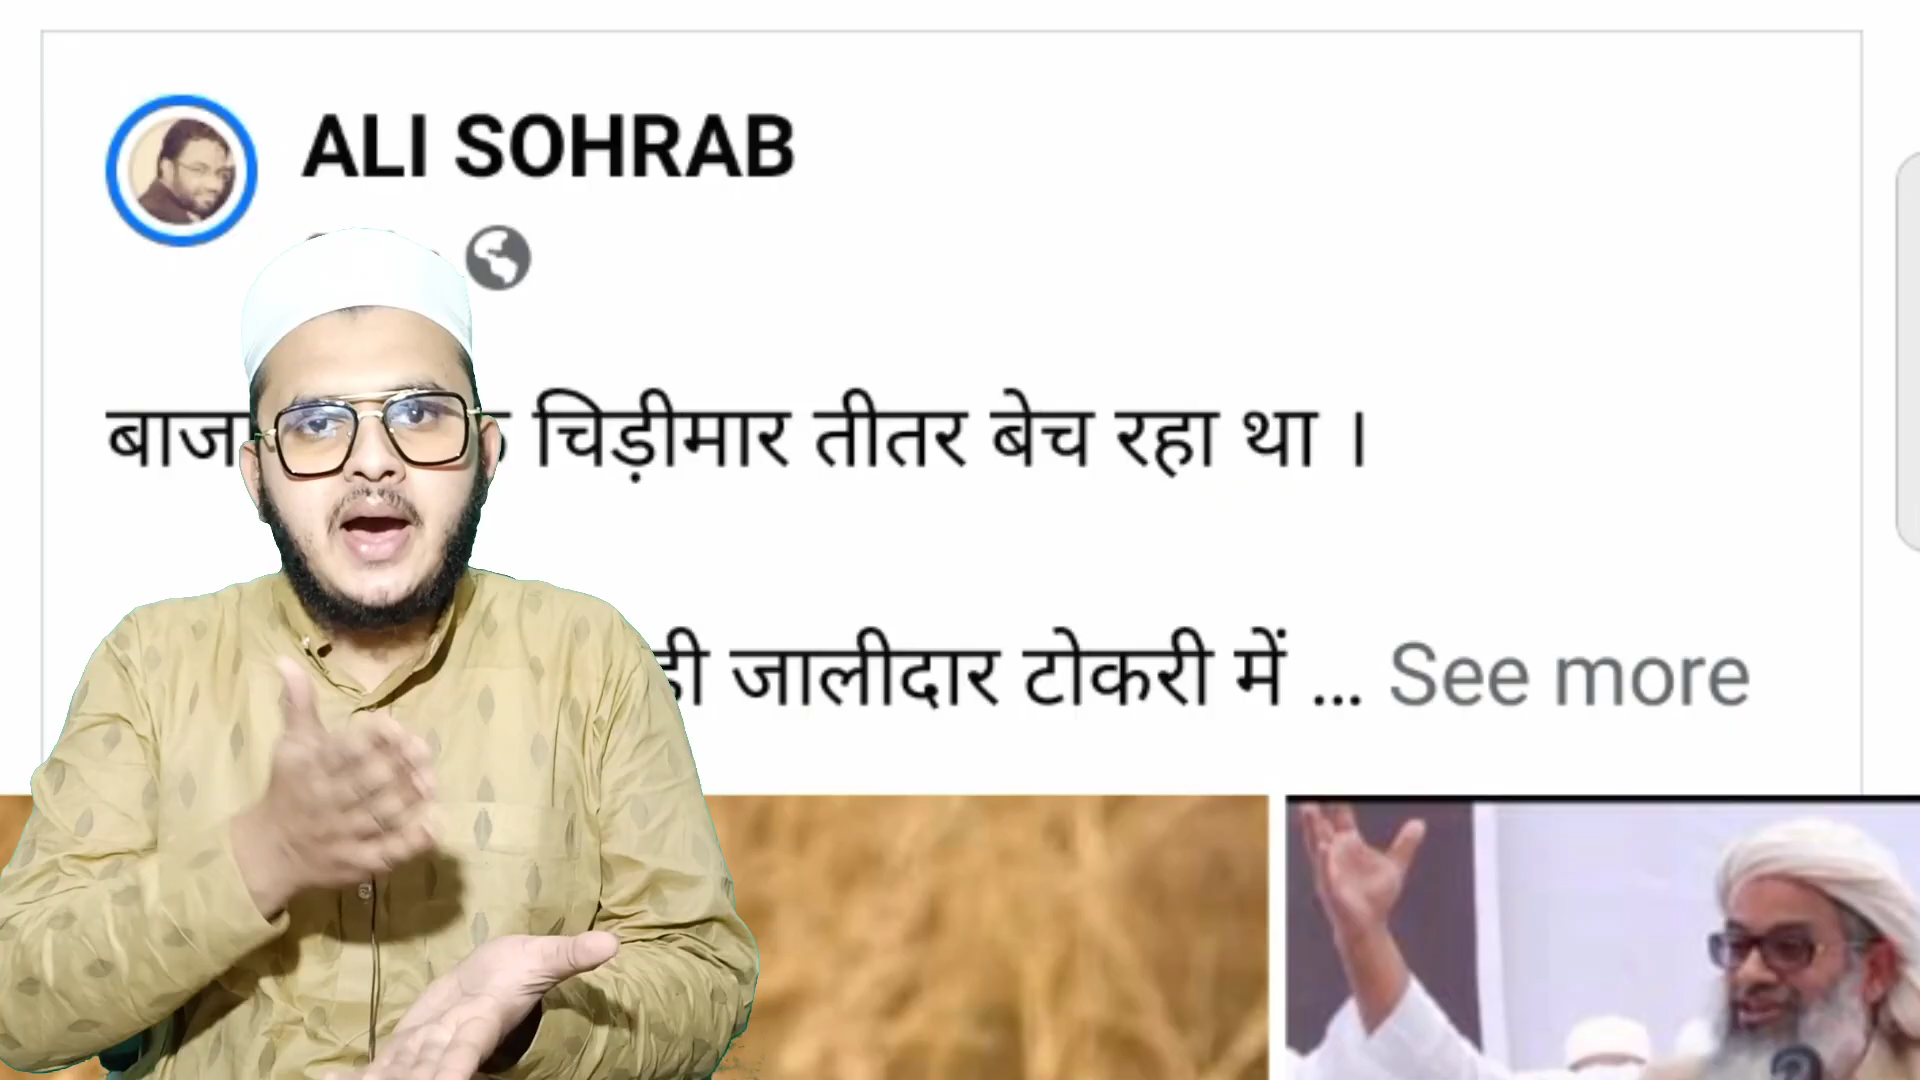 ALI SOHRAB
चिड़ीमार तीतर बेच रहा था ।
जालीदार टोकरी में ... See more